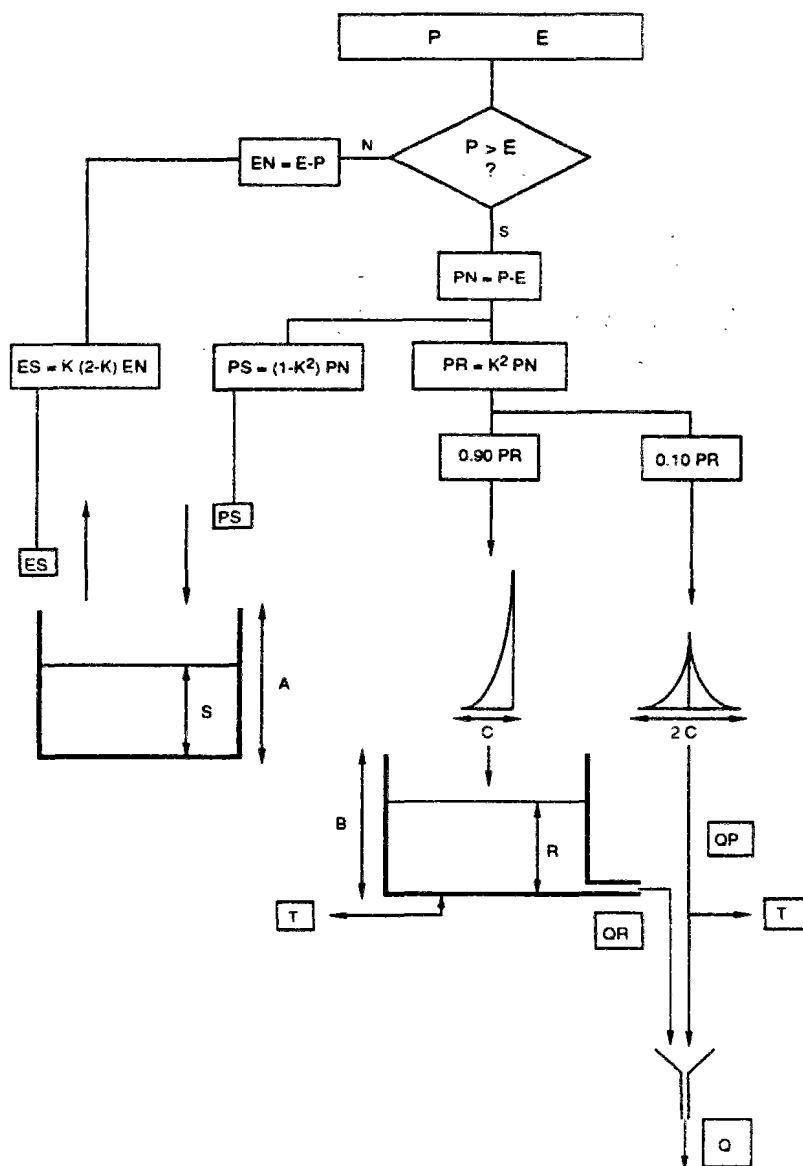 P E
P > E
?
N
EN = E-P
S
PN = P-E
ES = K (2-K) EN
PS = (1-K²) PN
PR = K² PN
0.90 PR
0.10 PR
PS
ES
A
S
C
2 C
B
R
QP
T
QR
T
Q